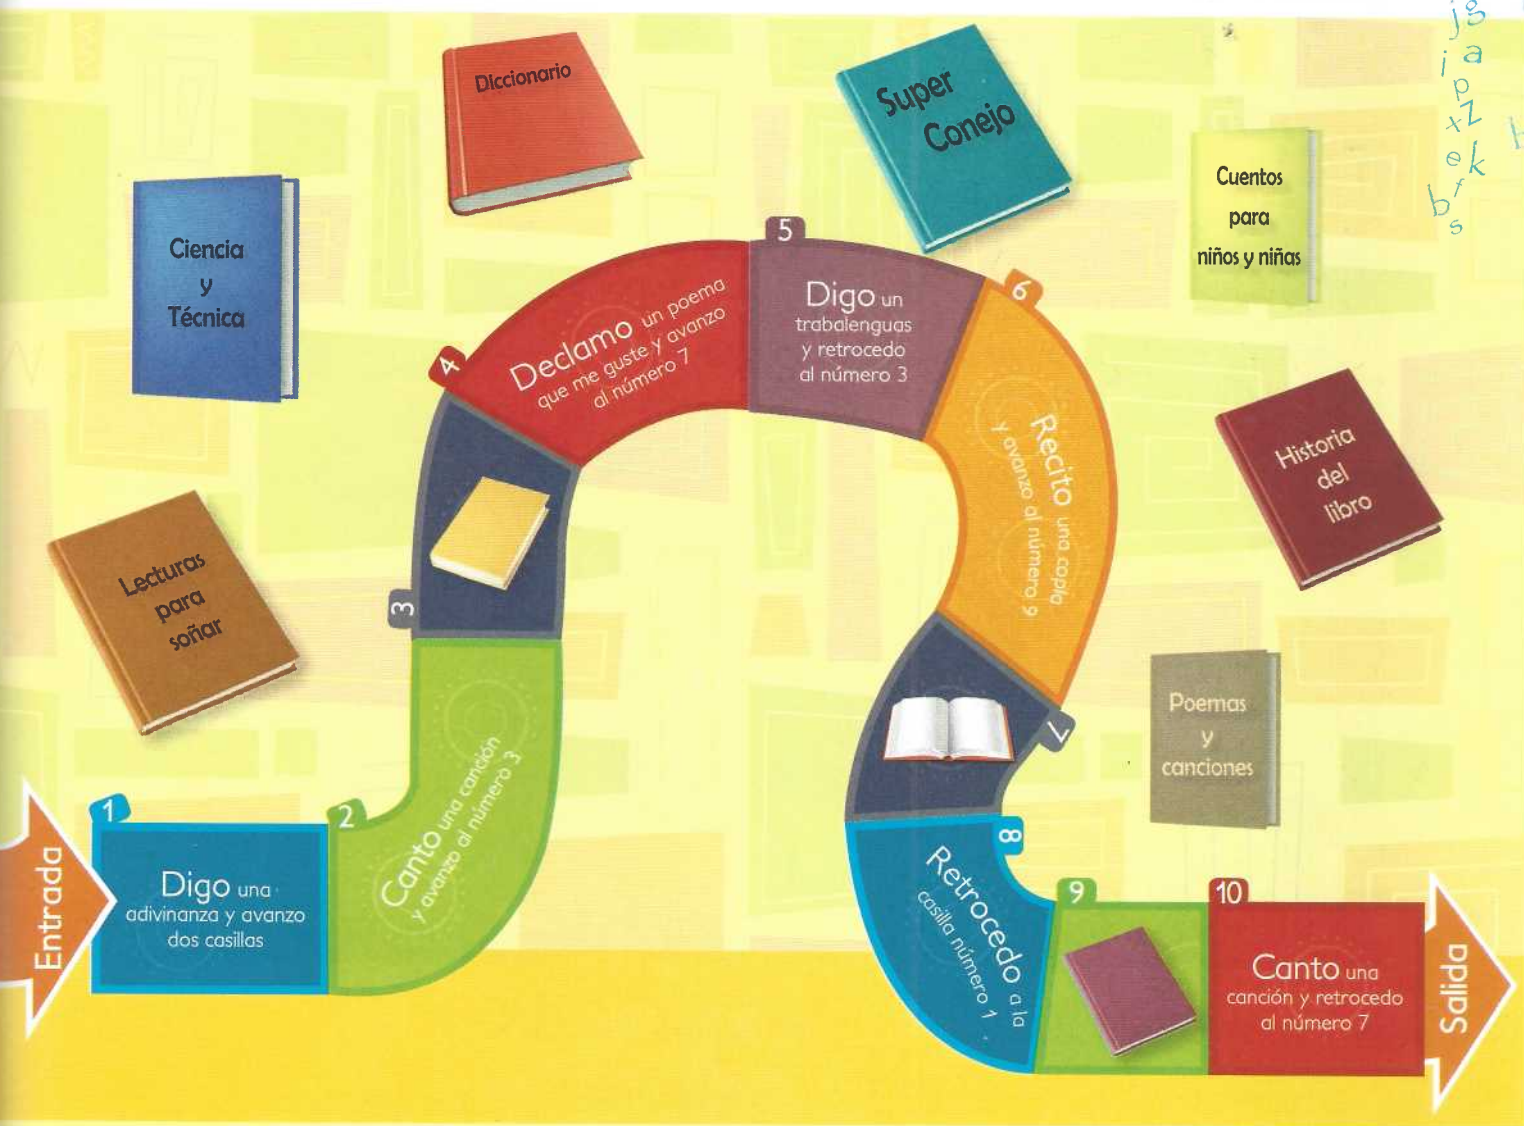 Diccionario
Super
Conejo
Cuentos
para
niños y niñas
Ciencia
y
Técnica
Historia
del
libro
Lecturas
para
soñar
Poemas
y
canciones
Entrada
1
Digo una
adivinanza y avanzo
dos casillas
2
Canto una canción
y avanzo al número 3
3
4
Declamo un poema
que me guste y avanzo
al número 7
5
Digo un
trabalenguas
y retrocedo
al número 3
6
Recito una copla
y avanzo al número 9
7
8
Retrocedo a la
casilla número 1
9
10
Canto una
canción y retrocedo
al número 7
Salida
j g
i a
p
x z
e k
f
b
s